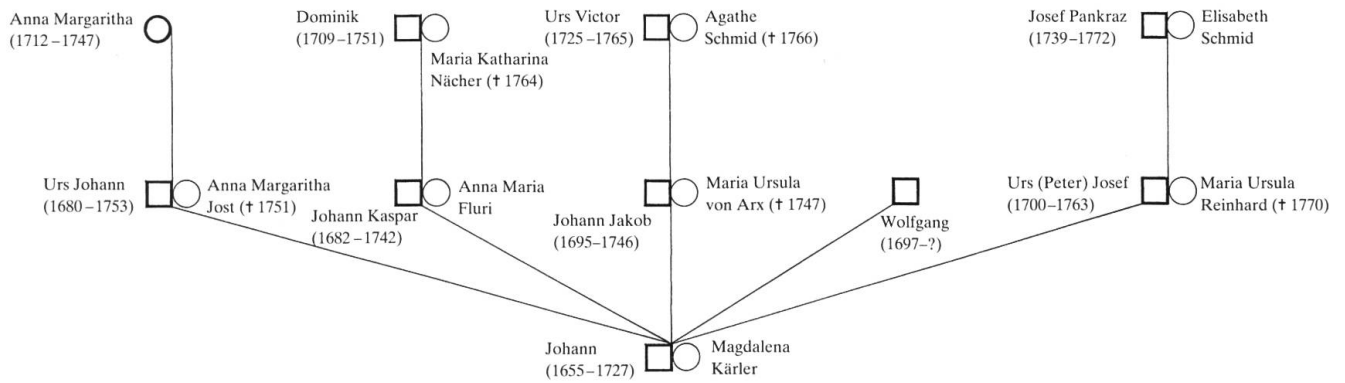 Anna Margaritha
(1712–1747)
Dominik
(1709–1751)
Maria Katharina
Nächer († 1764)
Urs Victor
(1725–1765)
Agathe
Schmid († 1766)
Josef Pankraz
(1739–1772)
Elisabeth
Schmid
Urs Johann
(1680–1753)
Anna Margaritha
Jost († 1751)
Johann Kaspar
(1682–1742)
Anna Maria
Fluri
Johann Jakob
(1695–1746)
Maria Ursula
von Arx († 1747)
Wolfgang
(1697–?)
Urs (Peter) Josef
(1700–1763)
Maria Ursula
Reinhard († 1770)
Johann
(1655–1727)
Magdalena
Kärler